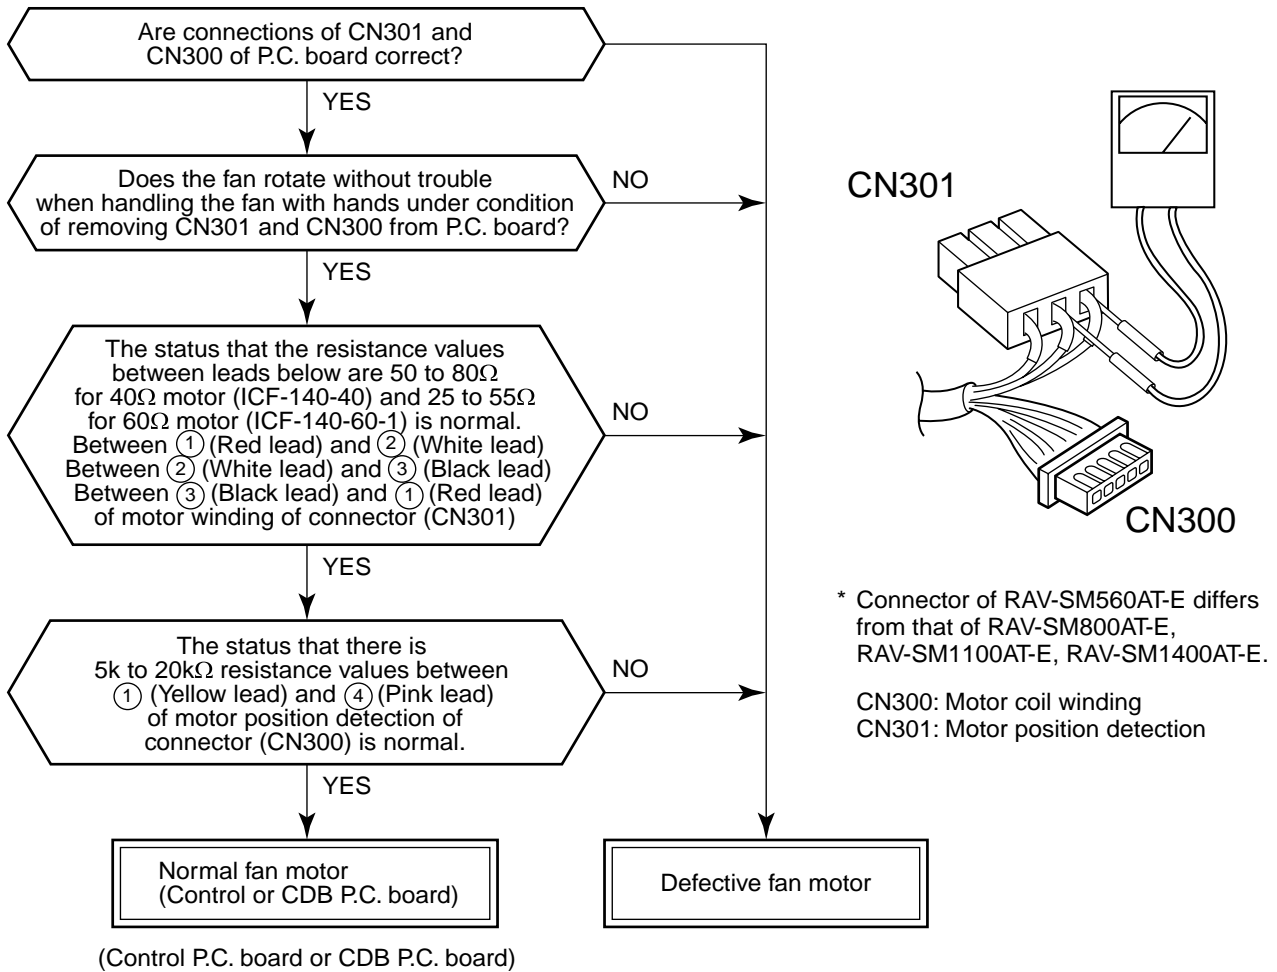 Are connections of CN301 and
CN300 of P.C. board correct?
YES
Does the fan rotate without trouble
when handling the fan with hands under condition
of removing CN301 and CN300 from P.C. board?
NO
YES
The status that the resistance values
between leads below are 50 to 80Ω
for 40Ω motor (ICF-140-40) and 25 to 55Ω
for 60Ω motor (ICF-140-60-1) is normal.
Between ① (Red lead) and ② (White lead)
Between ② (White lead) and ③ (Black lead)
Between ③ (Black lead) and ① (Red lead)
of motor winding of connector (CN301)
NO
YES
The status that there is
5k to 20kΩ resistance values between
① (Yellow lead) and ④ (Pink lead)
of motor position detection of
connector (CN300) is normal.
NO
YES
Normal fan motor
(Control or CDB P.C. board)
Defective fan motor
(Control P.C. board or CDB P.C. board)
CN301
CN300
* Connector of RAV-SM560AT-E differs
from that of RAV-SM800AT-E,
RAV-SM1100AT-E, RAV-SM1400AT-E.
CN300: Motor coil winding
CN301: Motor position detection